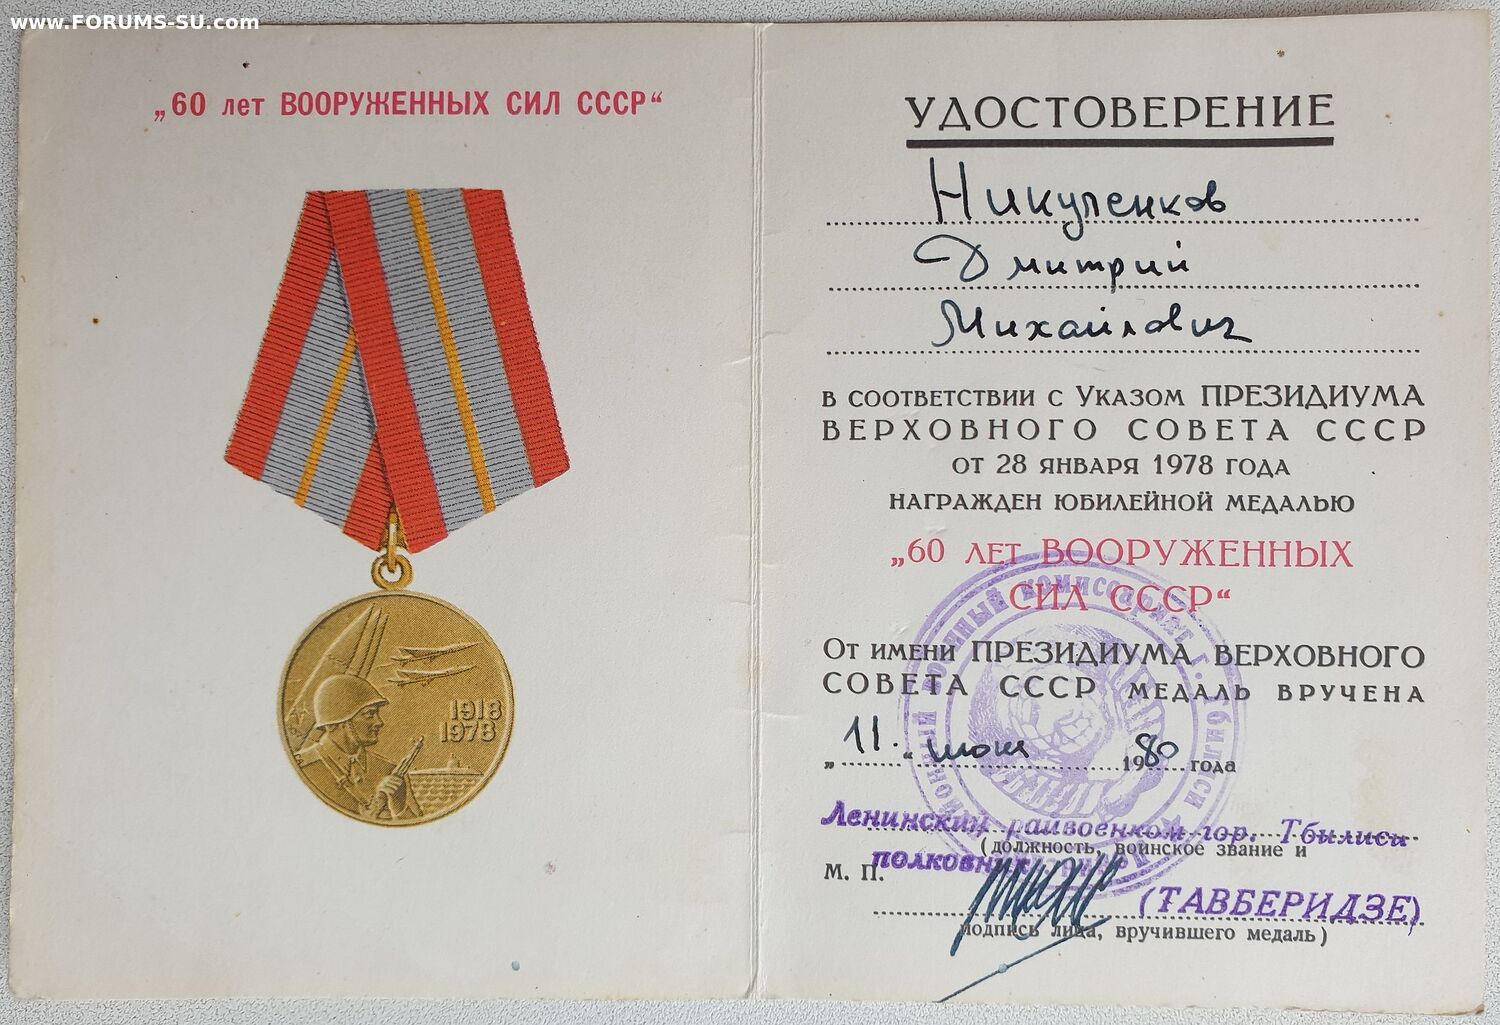 www.FORUMS-SU.com
„60 лет ВООРУЖЕННЫХ СИЛ СССР“
1918
1978
УДОСТОВЕРЕНИЕ
Никуленков
Дмитрий
Михайлович
В СООТВЕТСТВИИ С УКАЗОМ ПРЕЗИДИУМА
ВЕРХОВНОГО СОВЕТА СССР
ОТ 28 ЯНВАРЯ 1978 ГОДА
НАГРАЖДЕН ЮБИЛЕЙНОЙ МЕДАЛЬЮ
„60 ЛЕТ ВООРУЖЕННЫХ
СИЛ СССР“
ОТ ИМЕНИ ПРЕЗИДИУМА ВЕРХОВНОГО
СОВЕТА СССР МЕДАЛЬ ВРУЧЕНА
„11.“ 1980 года
Ленинский райвоенком гор. Тбилиси
(должность, воинское звание и
М. П. полковник
(ТАВБЕРИДЗЕ)
подпись лица, вручившего медаль)
военный комиссариат г. Тбилиси